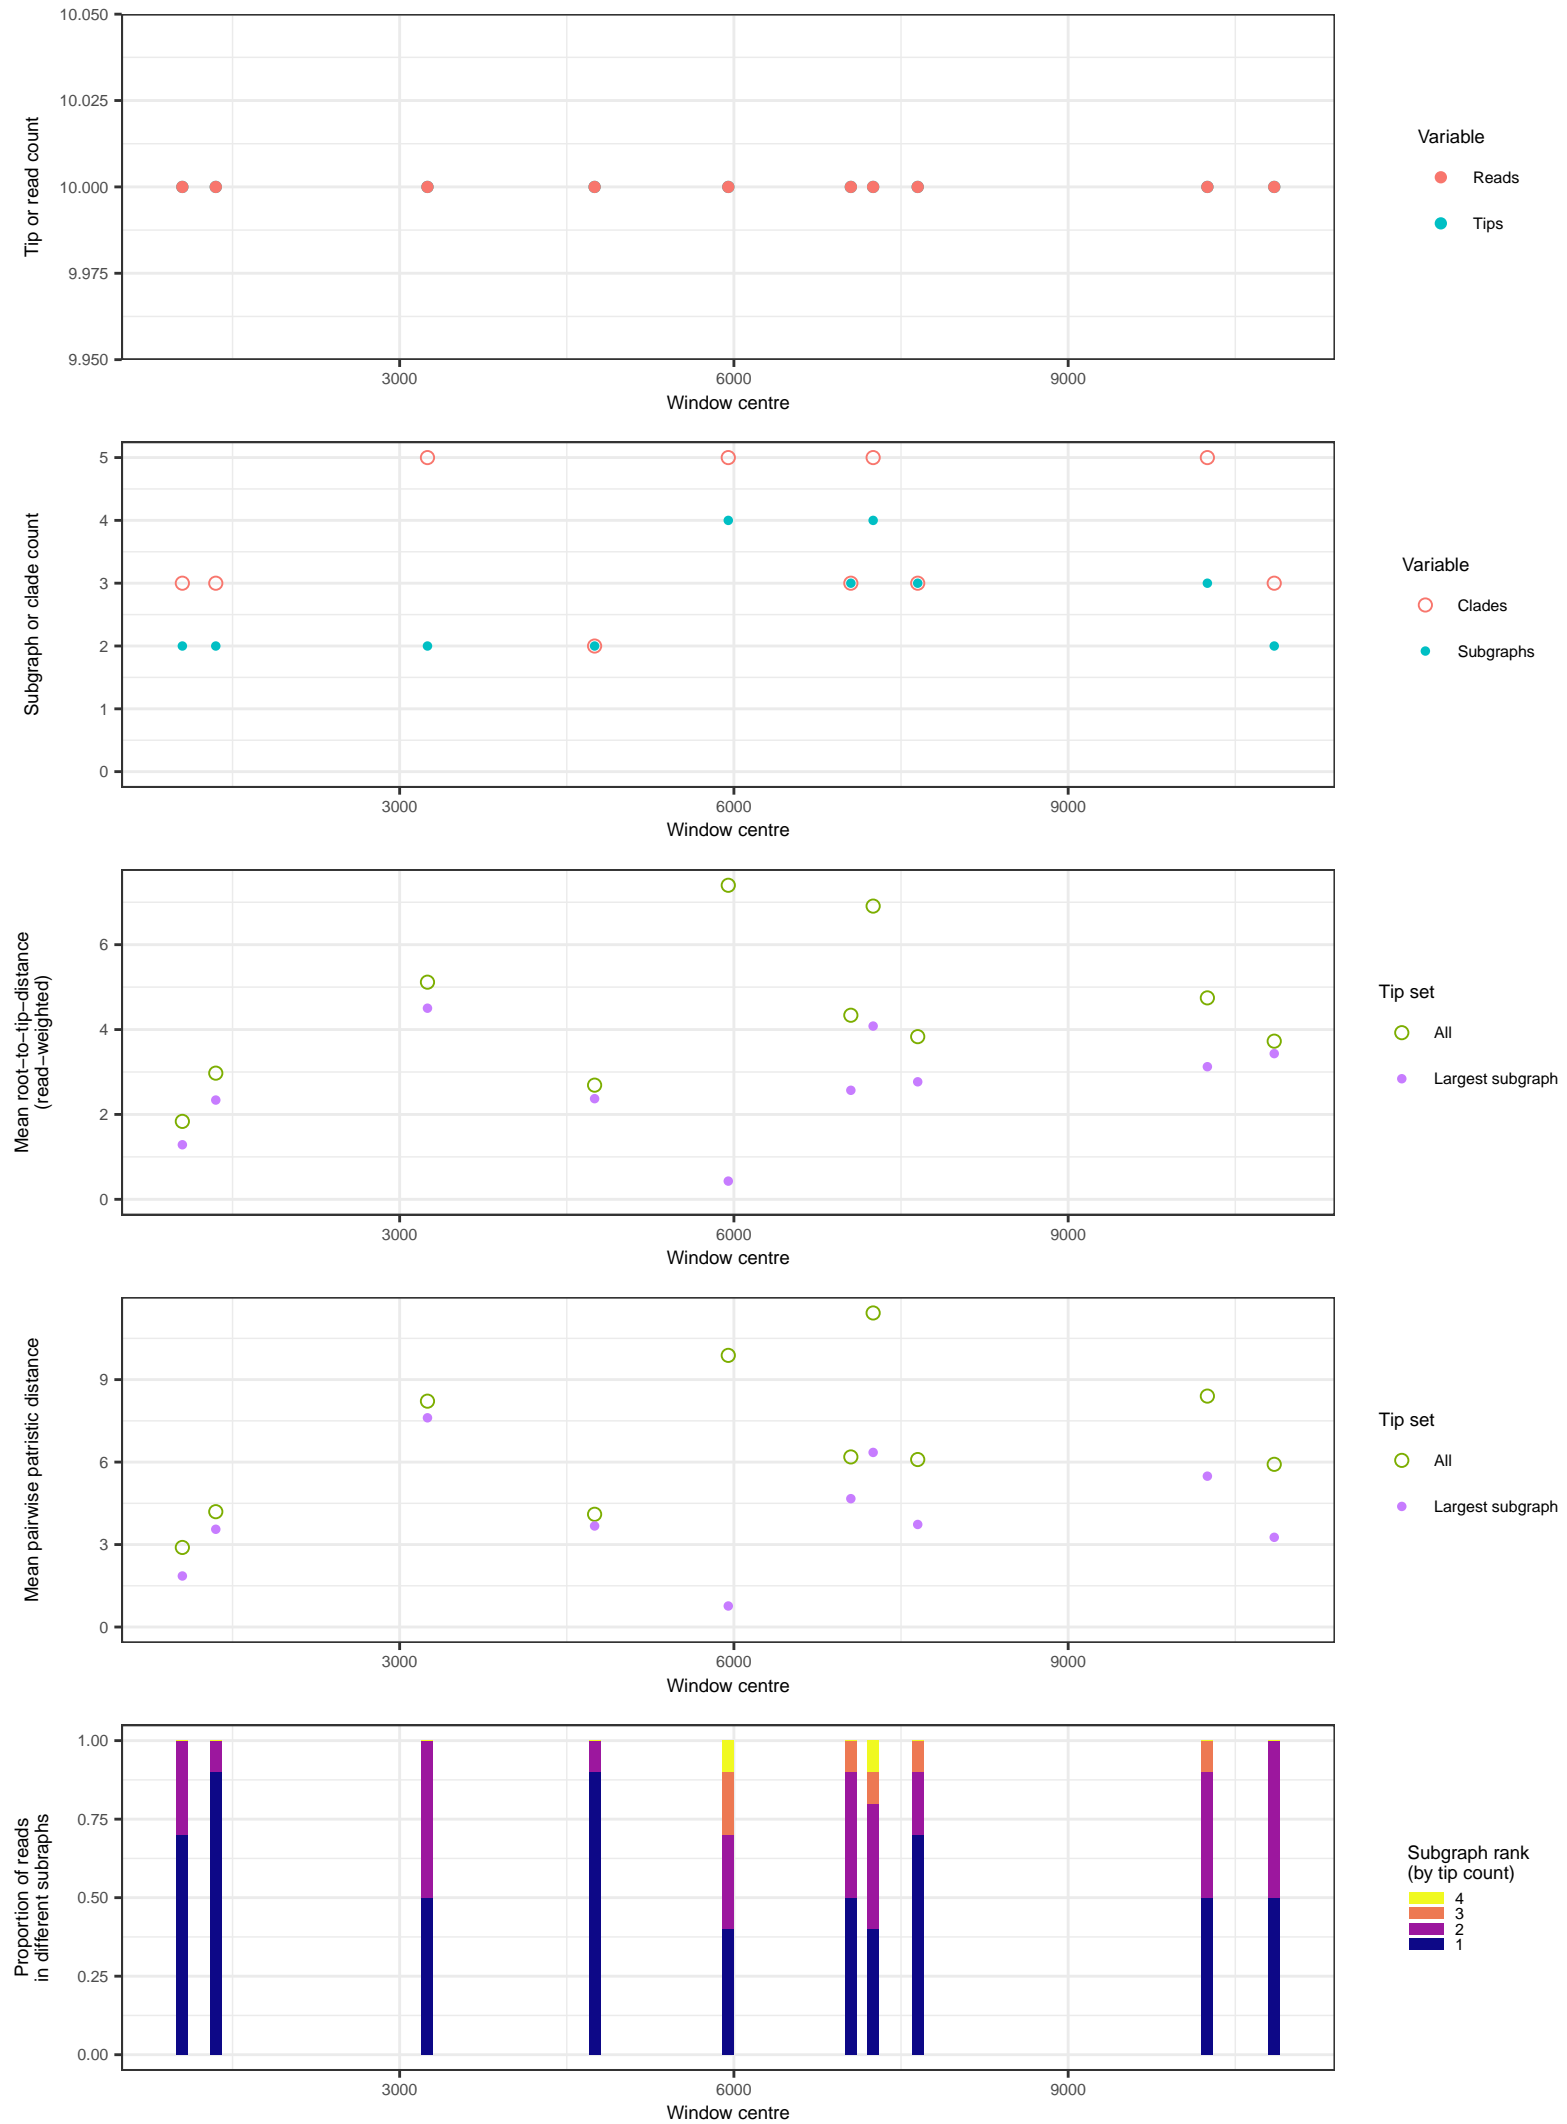 10.050
10.025
10.000
9.975
9.950
Tip or read count
3000 6000 9000
Window centre
Variable
Reads
Tips
5
4
3
2
1
0
Subgraph or clade count
3000 6000 9000
Window centre
Variable
Clades
Subgraphs
6
4
2
0
Mean root−to−tip−distance
(read−weighted)
3000 6000 9000
Window centre
Tip set
All
Largest subgraph
9
6
3
0
Mean pairwise patristic distance
3000 6000 9000
Window centre
Tip set
All
Largest subgraph
1.00
0.75
0.50
0.25
0.00
Proportion of reads
in different subraphs
3000 6000 9000
Window centre
Subgraph rank
(by tip count)
4
3
2
1